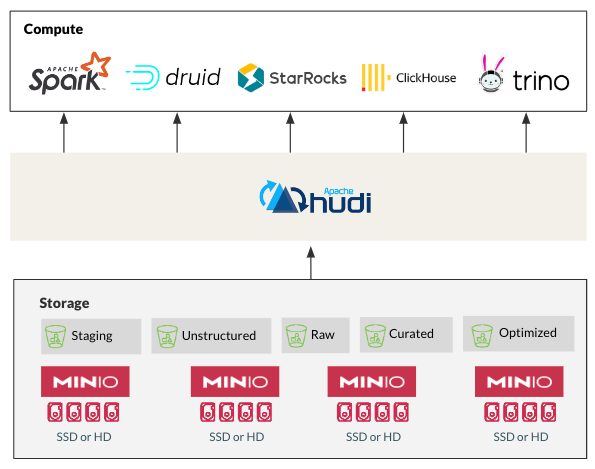 Compute
APACHE
Spark™
druid
StarRocks
ClickHouse
trino
Apache
hudi
Storage
Staging
Unstructured
Raw
Curated
Optimized
MINIO
MINIO
MINIO
MINIO
SSD or HD
SSD or HD
SSD or HD
SSD or HD